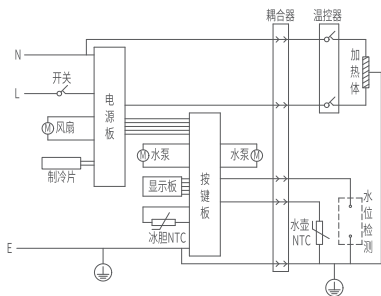 耦合器
温控器
N
加热体
开关
L
电源板
M
风扇
M
水泵
水泵
M
制冷片
显示板
按键板
水位检测
水壶
NTC
冰胆NTC
E